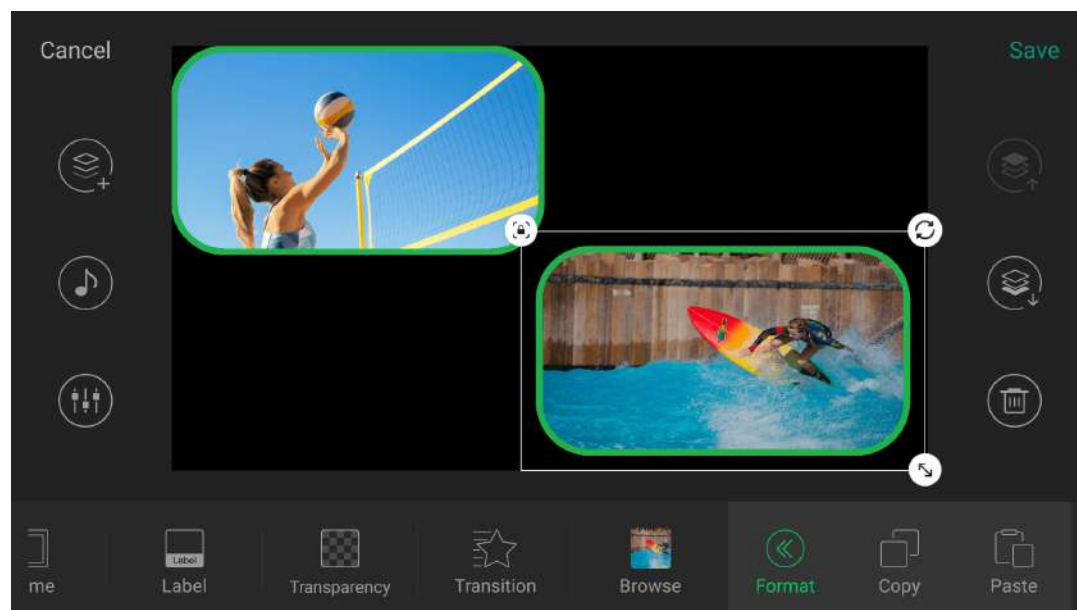 Cancel
Save
me
Label
Label
Transparency
Transition
Browse
Format
Copy
Paste